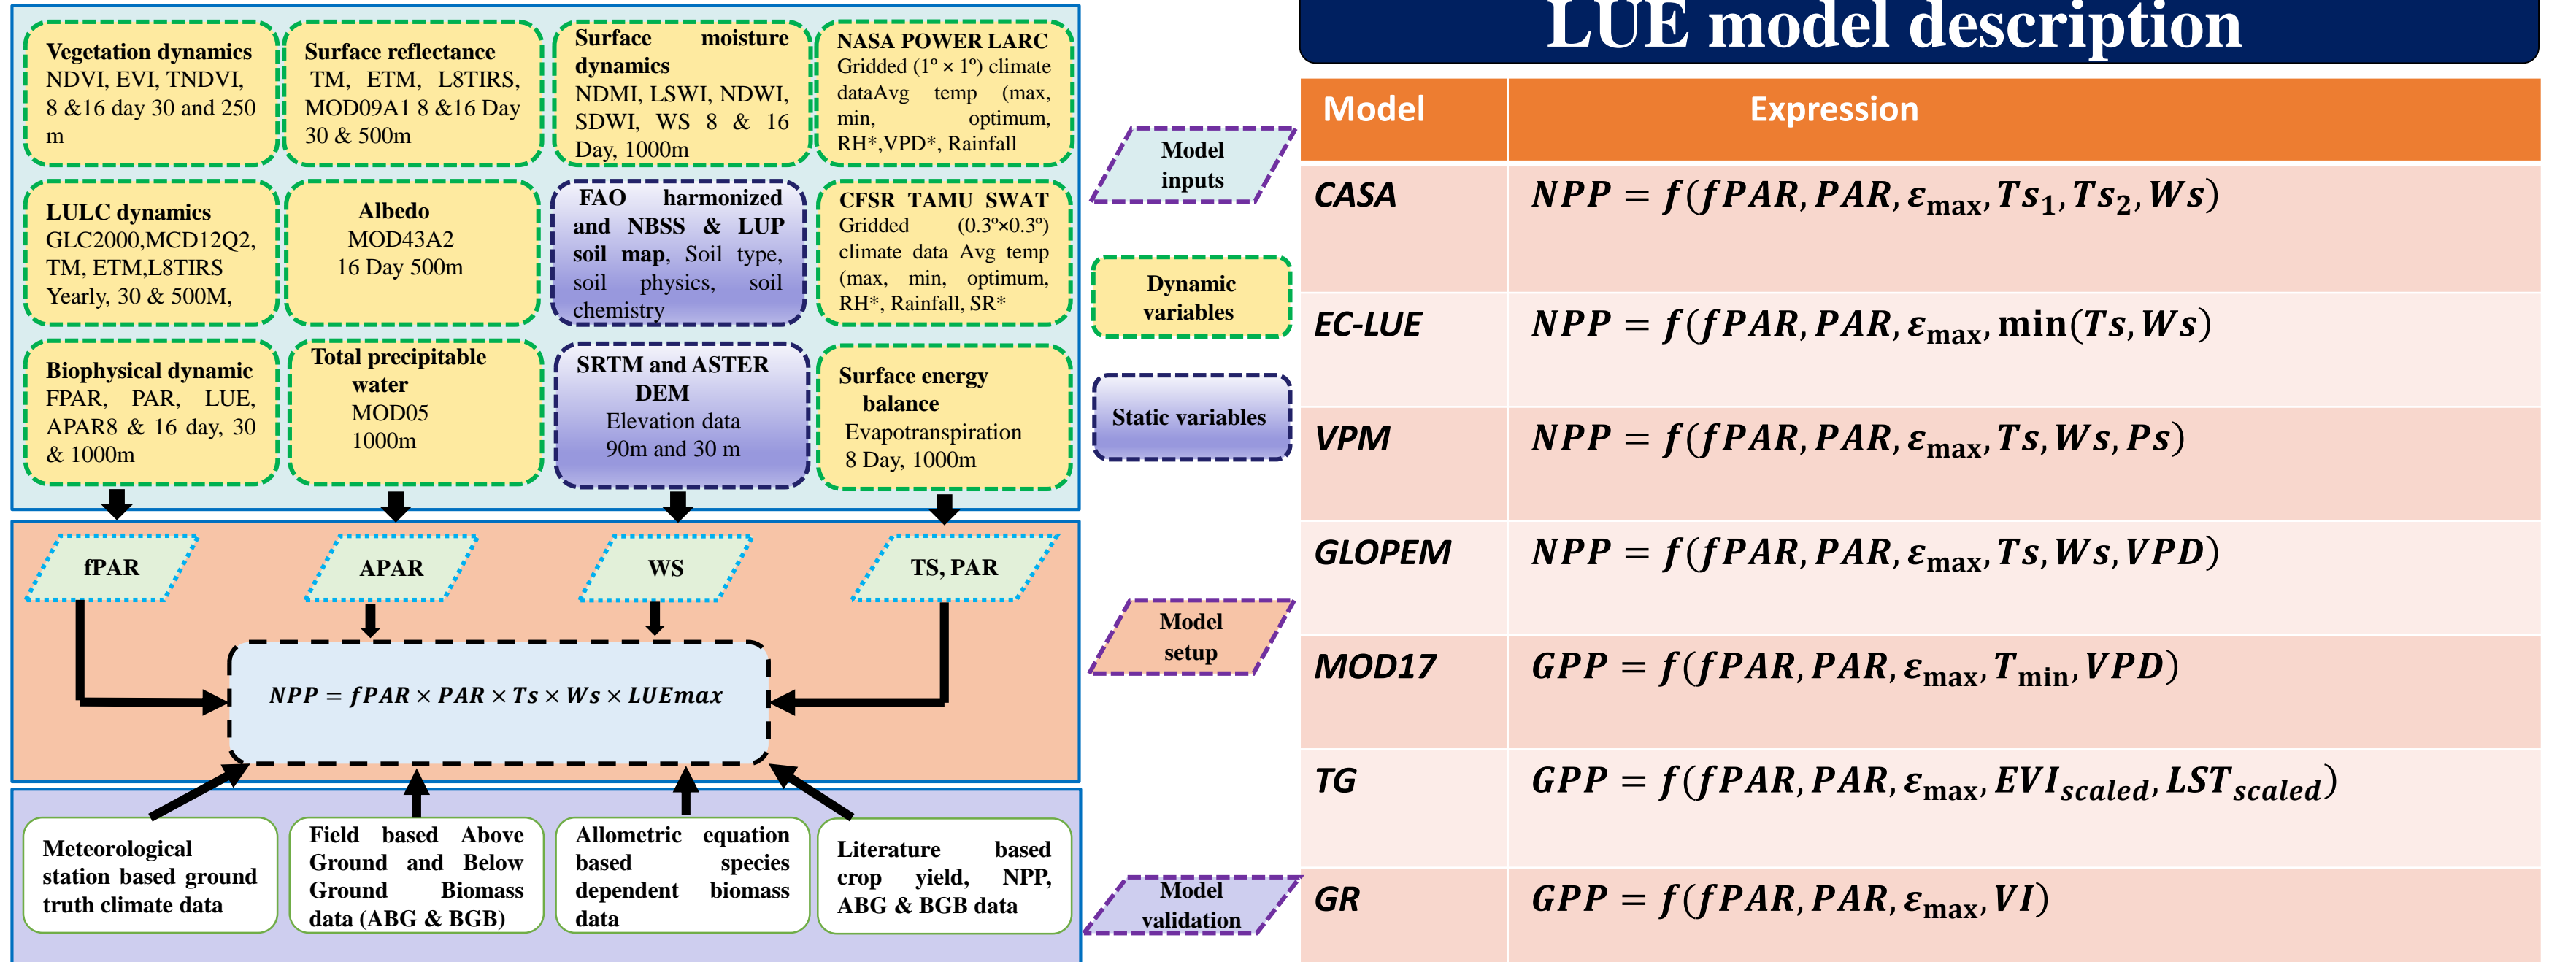 Vegetation dynamics
NDVI, EVI, TNDVI,
8 &16 day 30 and 250
m
Surface reflectance
TM, ETM, L8TIRS,
MOD09A1 8 &16 Day
30 & 500m
Surface moisture
dynamics
NDMI, LSWI, NDWI,
SDWI, WS 8 & 16
Day, 1000m
NASA POWER LARC
Gridded (1º × 1º) climate
dataAvg temp (max,
min, optimum,
RH*,VPD*, Rainfall
LULC dynamics
GLC2000,MCD12Q2,
TM, ETM,L8TIRS
Yearly, 30 & 500M,
Albedo
MOD43A2
16 Day 500m
FAO harmonized
and NBSS & LUP
soil map, Soil type,
soil physics, soil
chemistry
CFSR TAMU SWAT
Gridded (0.3º×0.3º)
climate data Avg temp
(max, min, optimum,
RH*, Rainfall, SR*
Biophysical dynamic
FPAR, PAR, LUE,
APAR8 & 16 day, 30
& 1000m
Total precipitable
water
MOD05
1000m
SRTM and ASTER
DEM
Elevation data
90m and 30 m
Surface energy
balance
Evapotranspiration
8 Day, 1000m
fPAR
APAR
WS
TS, PAR
NPP = fPAR × PAR × Ts × Ws × LUEmax
Meteorological
station based ground
truth climate data
Field based Above
Ground and Below
Ground Biomass
data (ABG & BGB)
Allometric equation
based species
dependent biomass
data
Literature based
crop yield, NPP,
ABG & BGB data
Model
inputs
Dynamic
variables
Static variables
Model
setup
Model
validation
LUE model description
Model Expression
CASA NPP = f(fPAR, PAR, εmax, Ts1, Ts2, Ws)
EC-LUE NPP = f(fPAR, PAR, εmax, min(Ts, Ws)
VPM NPP = f(fPAR, PAR, εmax, Ts, Ws, Ps)
GLOPEM NPP = f(fPAR, PAR, εmax, Ts, Ws, VPD)
MOD17 GPP = f(fPAR, PAR, εmax, Tmin, VPD)
TG GPP = f(fPAR, PAR, εmax, EVIscaled, LSTscaled)
GR GPP = f(fPAR, PAR, εmax, VI)